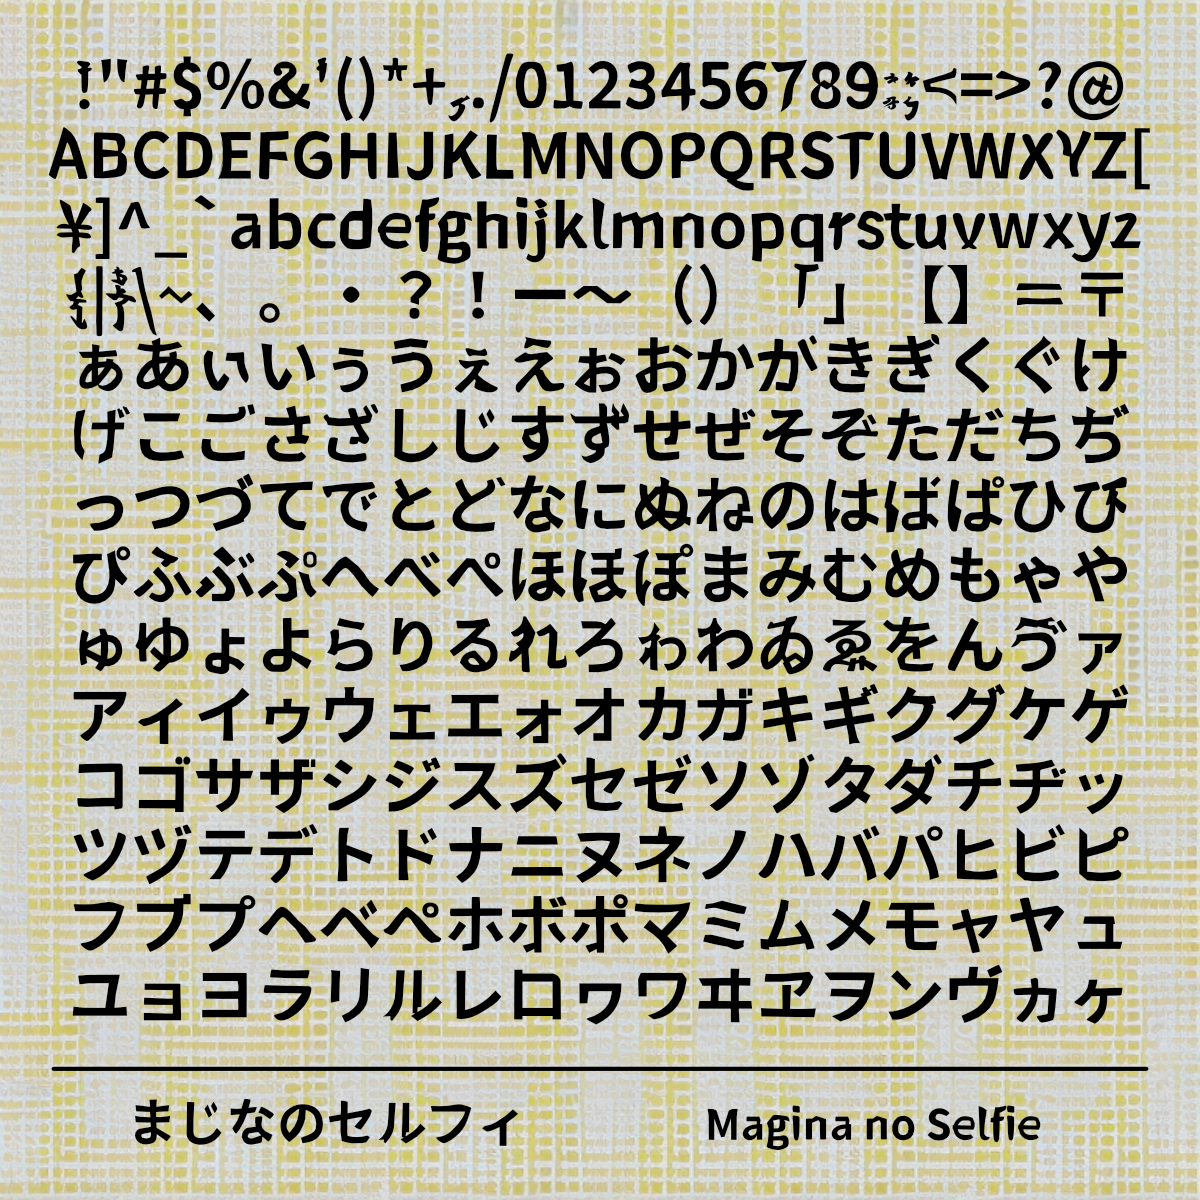 !"#$%&'()*+,./0123456789:;<=>?@
ABCDEFGHIJKLMNOPQRSTUVWXYZ[
¥]^_`abcdefghijklmnopqrstuvwxyz
{|}\~、。・？！ー～（）「」【】＝〒
ぁあぃいぅうぇえぉおかがきぎくぐけ
げこごさざしじすずせぜそぞただちぢ
っつづてでとどなにぬねのはばぱひび
ぴふぶぷへべぺほぼぽまみむめもゃや
ゅゆょよらりるれろゎわゐゑをんゔァ
アィイゥウェエォオカガキギクグケゲ
コゴサザシジスズセゼソゾタダチヂッ
ツヅテデトドナニヌネノハバパヒビピ
フブプヘベペホボポマミムメモャヤュ
ユョヨラリルレロヮワヰヱヲンヴヵヶ
まじなのセルフィ Magina no Selfie